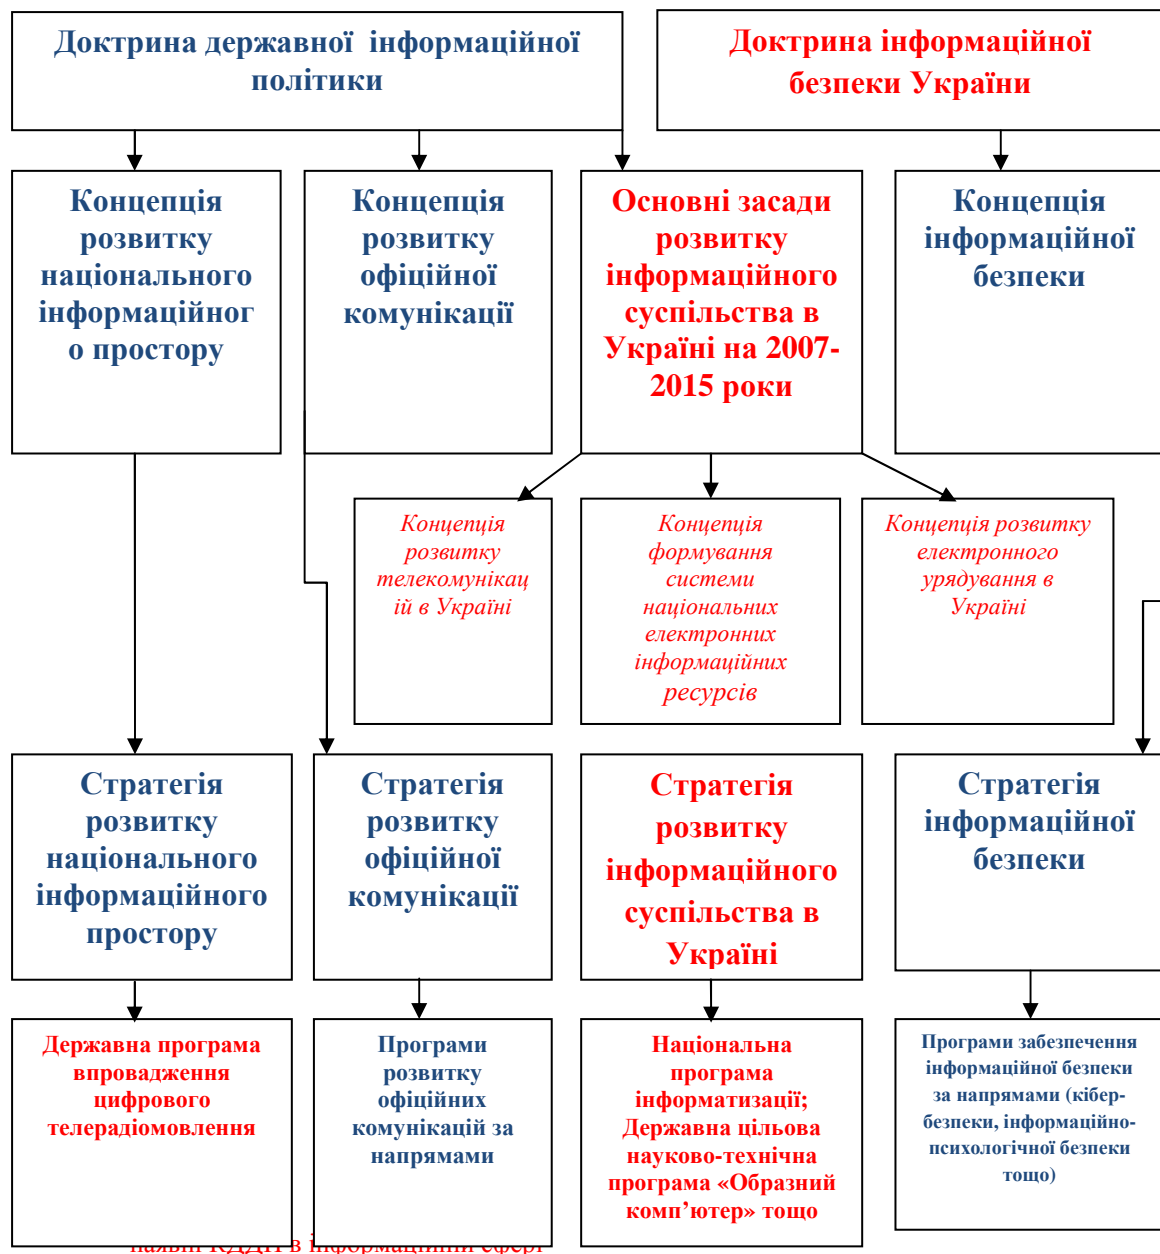 Доктрина державної інформаційної
політики
Доктрина інформаційної
безпеки України
Концепція
розвитку
національного
інформаційног
о простору
Концепція
розвитку
офіційної
комунікації
Основні засади
розвитку
інформаційного
суспільства в
Україні на 2007-
2015 роки
Концепція
інформаційної
безпеки
Концепція
розвитку
телекомунікац
ій в Україні
Концепція
формування
системи
національних
електронних
інформаційних
ресурсів
Концепція розвитку
електронного
урядування в
Україні
Стратегія
розвитку
національного
інформаційного
простору
Стратегія
розвитку
офіційної
комунікації
Стратегія
розвитку
інформаційного
суспільства в
Україні
Стратегія
інформаційної
безпеки
Державна програма
впровадження
цифрового
телерадіомовлення
Програми
розвитку
офіційних
комунікацій за
напрямами
Національна
програма
інформатизації;
Державна цільова
науково-технічна
програма «Образний
комп’ютер» тощо
Програми забезпечення
інформаційної безпеки
за напрямами (кібер-
безпеки, інформаційно-
психологічної безпеки
тощо)
в інформаційній сфері